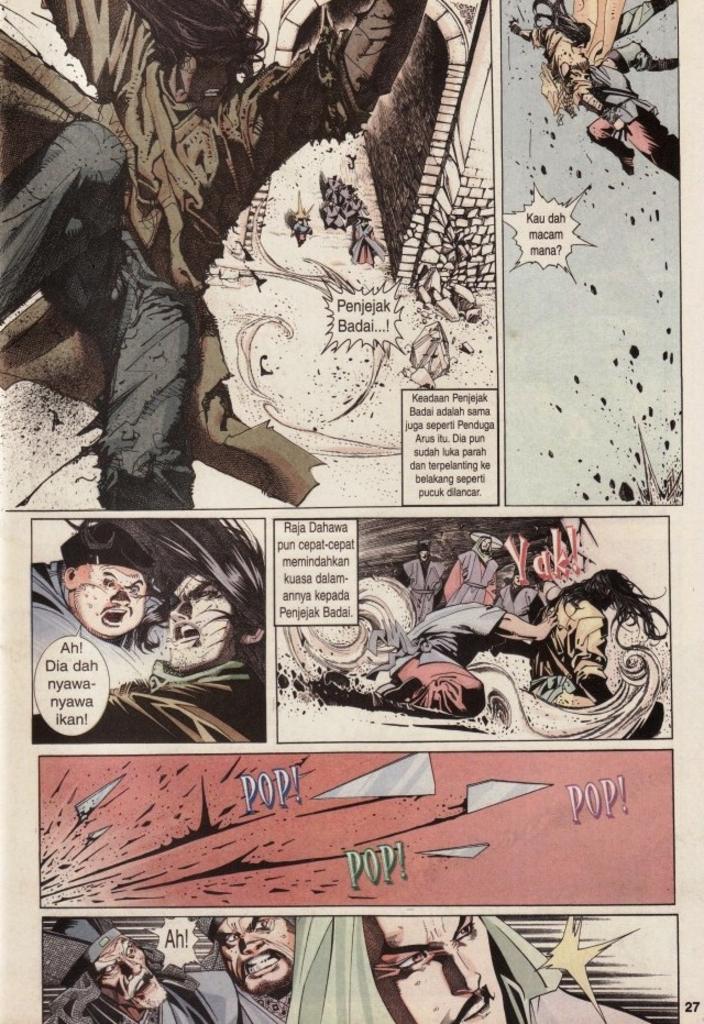 Penjejak
Badai...!
Keadaan Penjejak
Badai adalah sama
juga seperti Penduga
Arus itu. Dia pun
sudah luka parah
dan terpelanting ke
belakang seperti
pucuk dilancar.
Kau dah
macam
mana?
Ah!
Dia dah
nyawa-
nyawa
ikan!
Raja Dahawa
pun cepat-cepat
memindahkan
kuasa dalam-
annya kepada
Penjejak Badai.
Yak!
POP!
POP!
POP!
Ah!
27